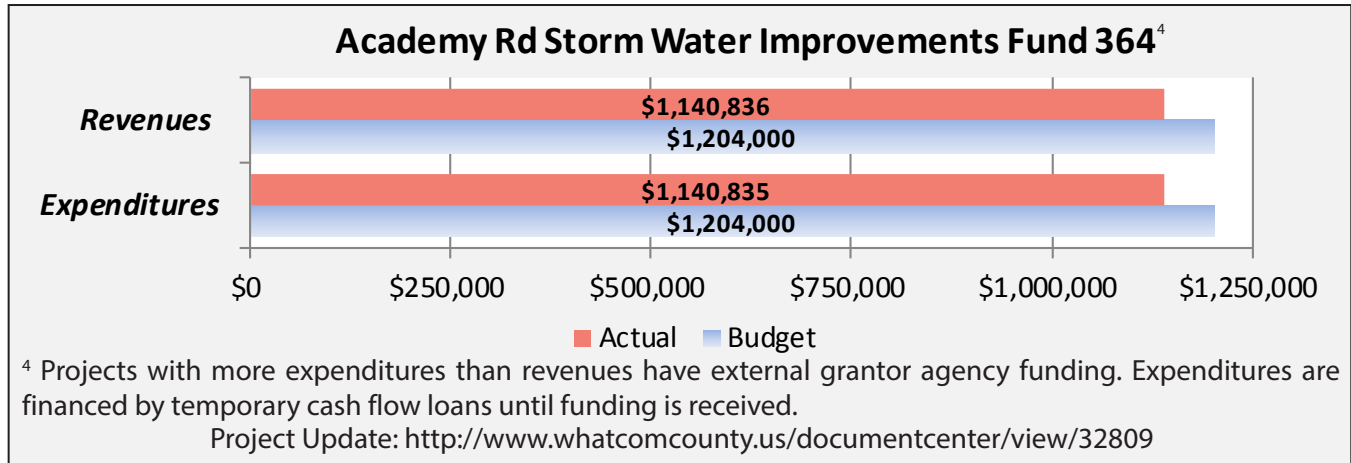 Academy Rd Storm Water Improvements Fund 364⁴
Revenues
$1,140,836
$1,204,000
Expenditures
$1,140,835
$1,204,000
$0 $250,000 $500,000 $750,000 $1,000,000 $1,250,000
Actual Budget
⁴ Projects with more expenditures than revenues have external grantor agency funding. Expenditures are
financed by temporary cash flow loans until funding is received.
Project Update: http://www.whatcomcounty.us/documentcenter/view/32809